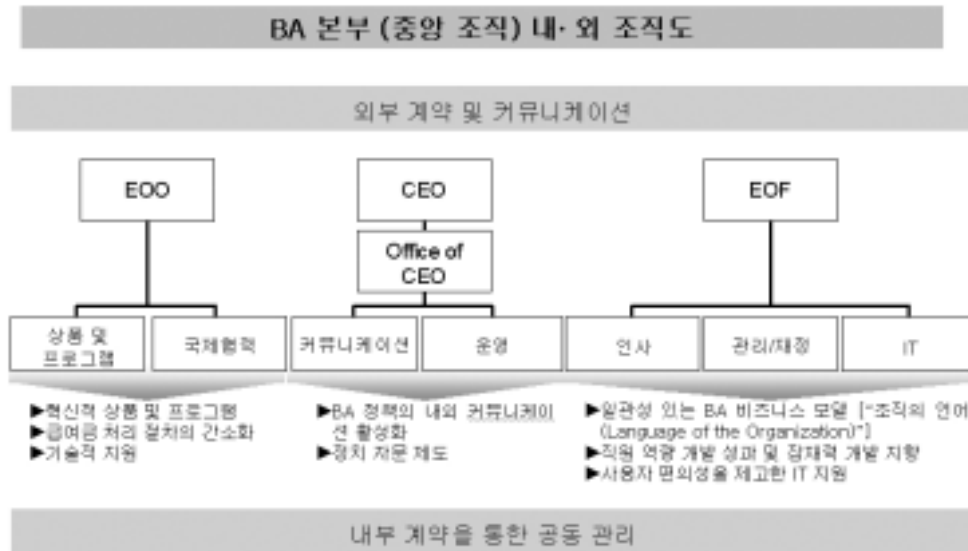 BA 본부 (중앙 조직) 내· 외 조직도
외부 계약 및 커뮤니케이션
EOO
CEO
EOF
Office of
CEO
상품 및
프로그램
국제협력
커뮤니케이션
운영
인사
관리/재정
IT
▶혁신적 상품 및 프로그램
▶급여금 처리 절차의 간소화
▶기술적 지원
▶BA 정책의 내외 커뮤니케이
션 활성화
▶정치 자문 제도
▶일관성 있는 BA 비즈니스 모델 ["조직의 언어
(Language of the Organization)"]
▶직원 역량 개발 성과 및 잠재력 개발 지향
▶사용자 편의성을 제고한 IT 지원
내부 계약을 통한 공동 관리